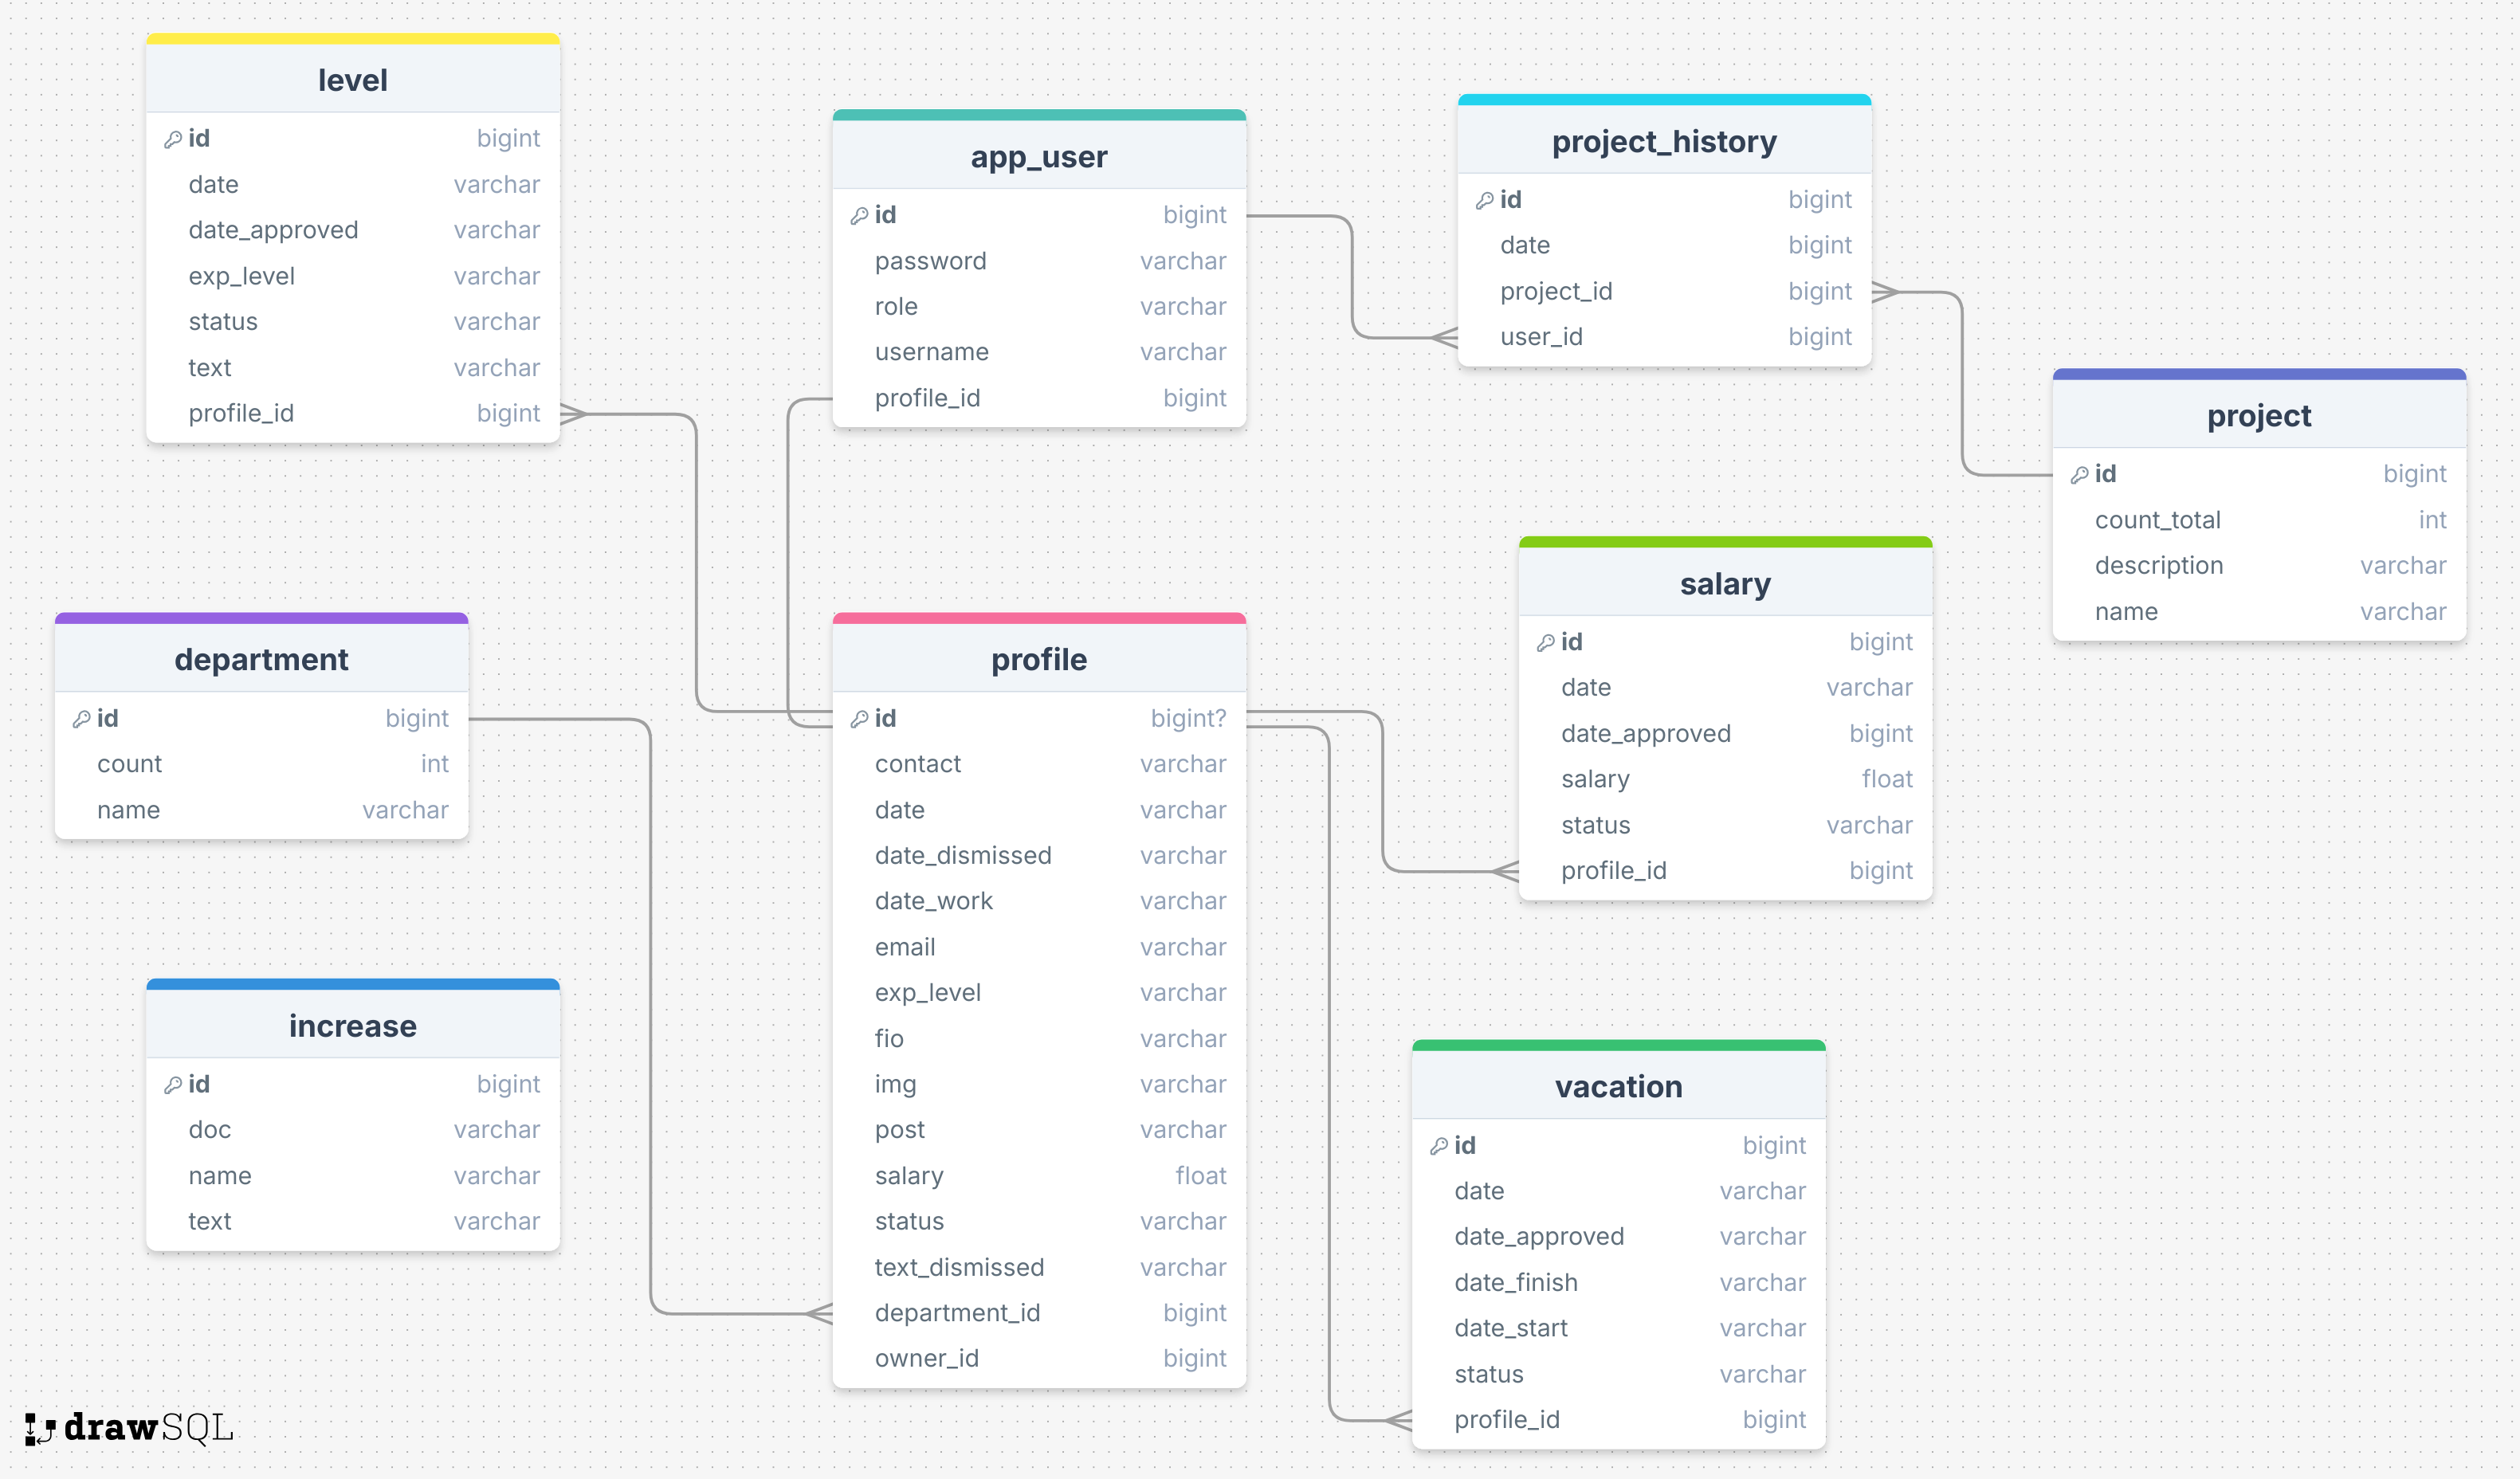 level
id bigint
date varchar
date_approved varchar
exp_level varchar
status varchar
text varchar
profile_id bigint
app_user
id bigint
password varchar
role varchar
username varchar
profile_id bigint
project_history
id bigint
date bigint
project_id bigint
user_id bigint
project
id bigint
count_total int
description varchar
name varchar
department
id bigint
count int
name varchar
profile
id bigint?
contact varchar
date varchar
date_dismissed varchar
date_work varchar
email varchar
exp_level varchar
fio varchar
img varchar
post varchar
salary float
status varchar
text_dismissed varchar
department_id bigint
owner_id bigint
salary
id bigint
date varchar
date_approved bigint
salary float
status varchar
profile_id bigint
increase
id bigint
doc varchar
name varchar
text varchar
vacation
id bigint
date varchar
date_approved varchar
date_finish varchar
date_start varchar
status varchar
profile_id bigint
drawSQL